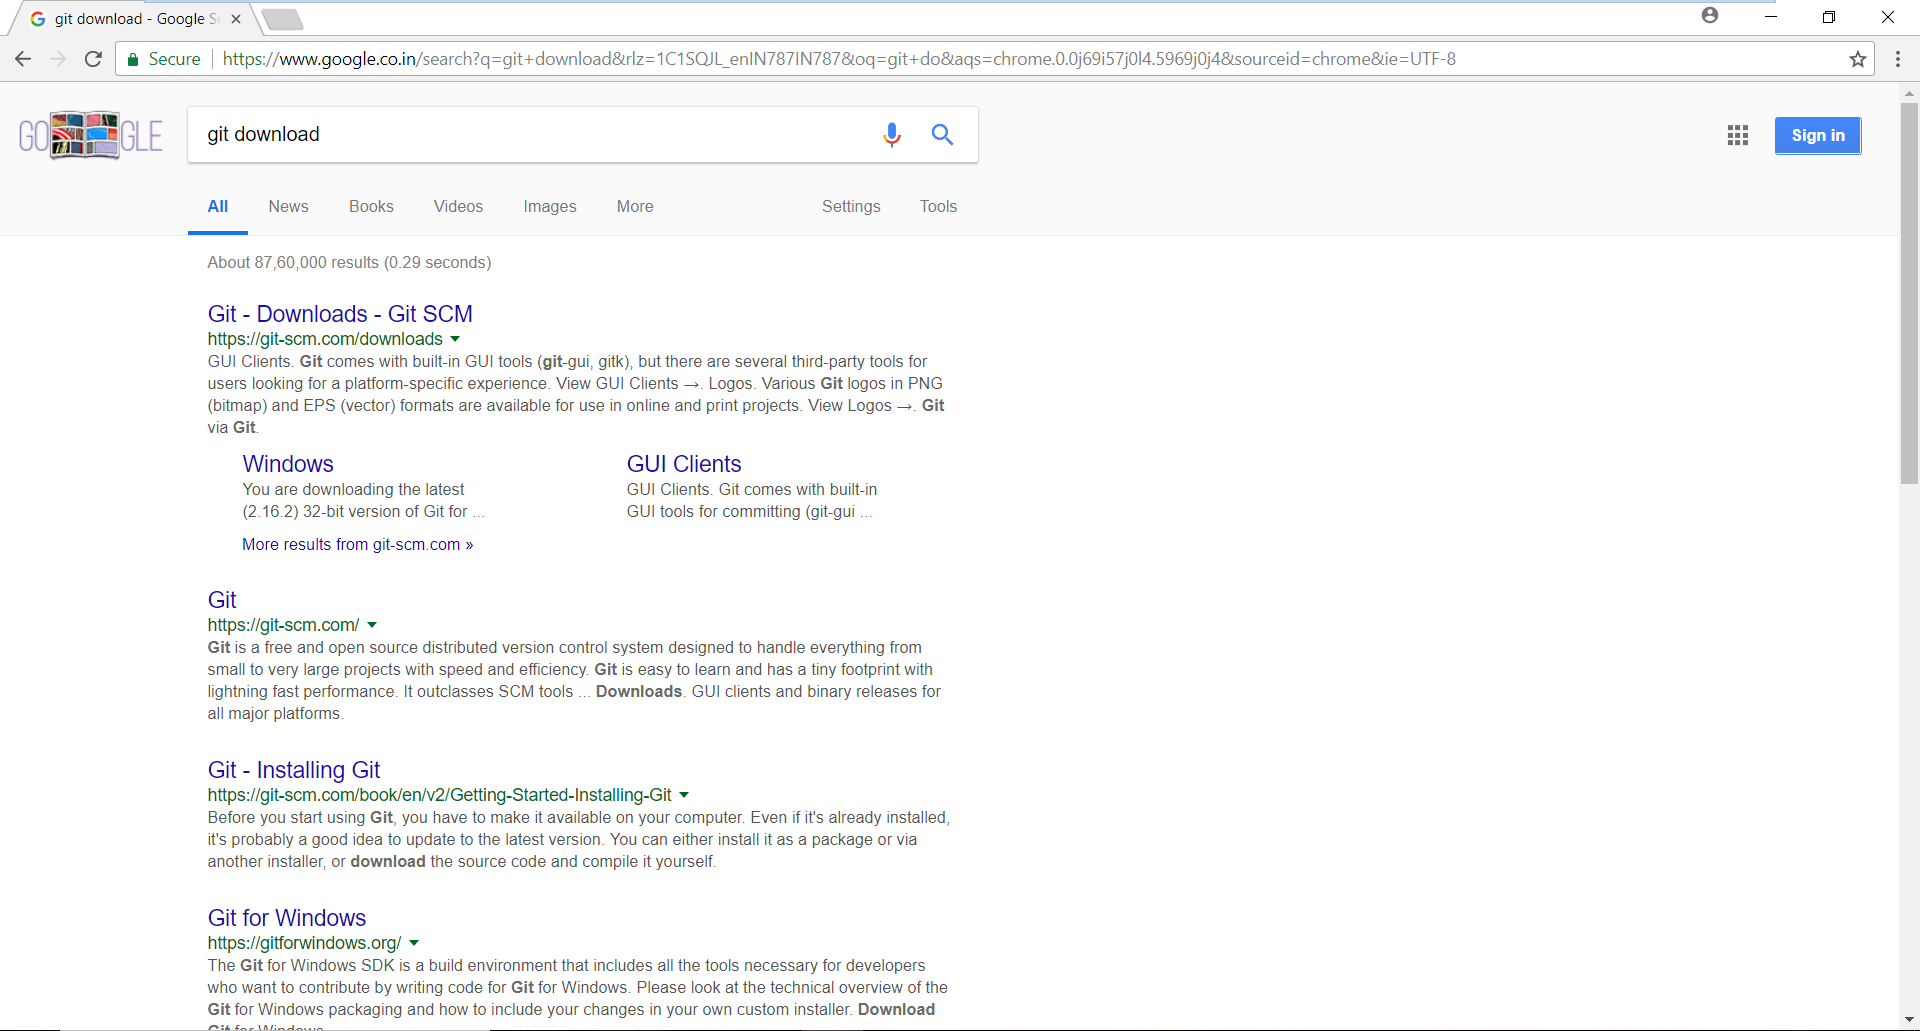 git download - Google S
Secure https://www.google.co.in/search?q=git+download&rlz=1C1SQJL_enIN787IN787&oq=git+do&aqs=chrome.0.0j69i57j0l4.5969j0j4&sourceid=chrome&ie=UTF-8
GO GLE git download Sign in
All News Books Videos Images More Settings Tools
About 87,60,000 results (0.29 seconds)
Git - Downloads - Git SCM
https://git-scm.com/downloads
GUI Clients. Git comes with built-in GUI tools (git-gui, gitk), but there are several third-party tools for
users looking for a platform-specific experience. View GUI Clients →. Logos. Various Git logos in PNG
(bitmap) and EPS (vector) formats are available for use in online and print projects. View Logos →. Git
via Git.
Windows
You are downloading the latest
(2.16.2) 32-bit version of Git for ...
GUI Clients
GUI Clients. Git comes with built-in
GUI tools for committing (git-gui ...
More results from git-scm.com »
Git
https://git-scm.com/
Git is a free and open source distributed version control system designed to handle everything from
small to very large projects with speed and efficiency. Git is easy to learn and has a tiny footprint with
lightning fast performance. It outclasses SCM tools ... Downloads. GUI clients and binary releases for
all major platforms.
Git - Installing Git
https://git-scm.com/book/en/v2/Getting-Started-Installing-Git
Before you start using Git, you have to make it available on your computer. Even if it's already installed,
it's probably a good idea to update to the latest version. You can either install it as a package or via
another installer, or download the source code and compile it yourself.
Git for Windows
https://gitforwindows.org/
The Git for Windows SDK is a build environment that includes all the tools necessary for developers
who want to contribute by writing code for Git for Windows. Please look at the technical overview of the
Git for Windows packaging and how to include your changes in your own custom installer. Download
Git for Windows